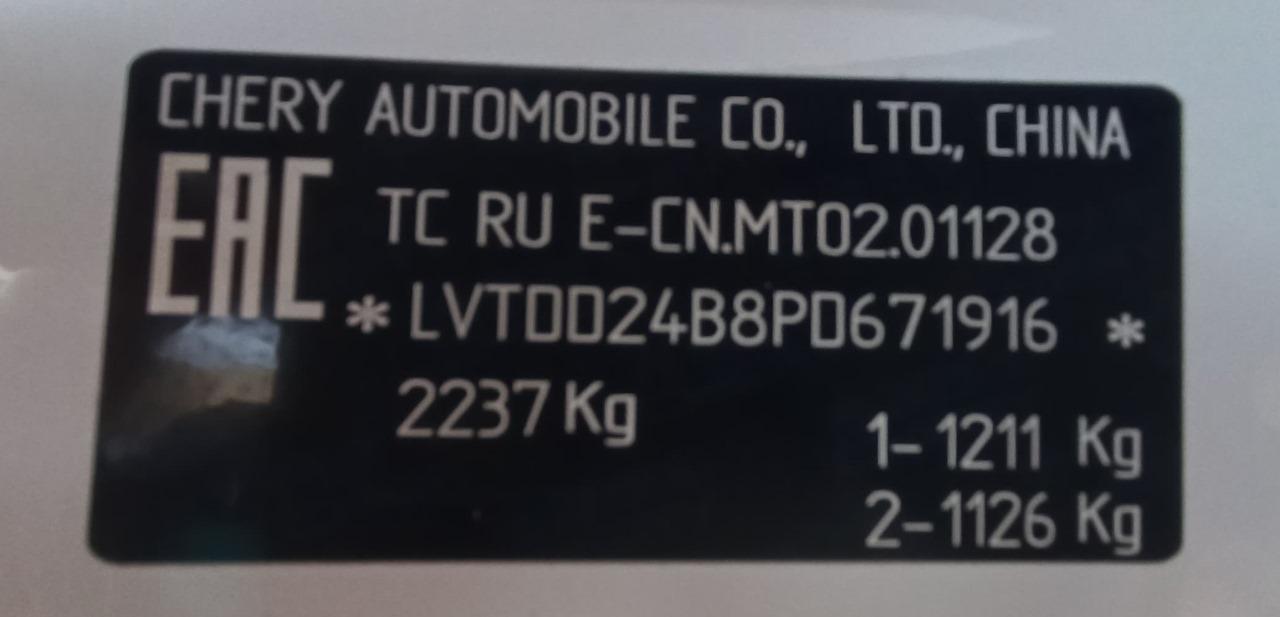 CHERY AUTOMOBILE CO., LTD., CHINA
EAC TC RU E-CN.MT02.01128
* LVTDD24B8PD671916 *
2237 Kg
1- 1211 Kg
2- 1126 Kg